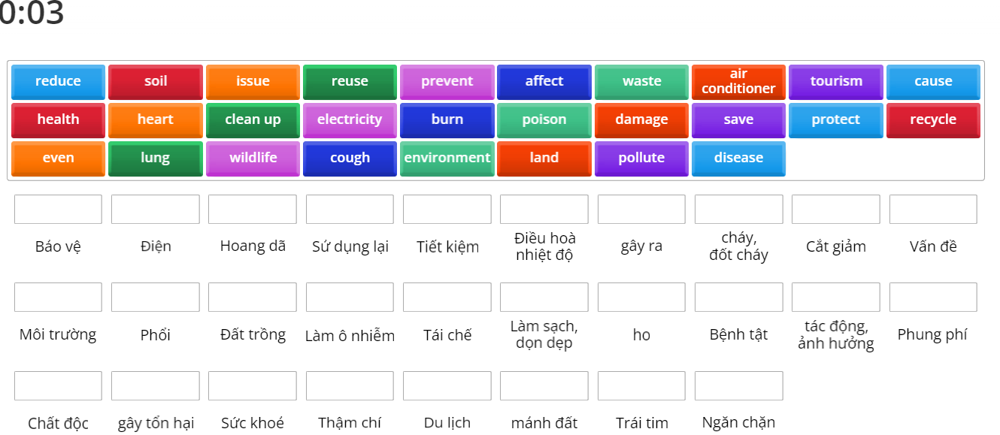 0:03
reduce soil issue reuse prevent affect waste air conditioner tourism cause
health heart clean up electricity burn poison damage save protect recycle
even lung wildlife cough environment land pollute disease
Báo vệ Điện Hoang dã Sứ dụng lại Tiết kiệm Điều hoà nhiệt độ gây ra cháy, đốt cháy Cắt giảm Vấn đề
Môi trường Phổi Đất trồng Làm ô nhiễm Tái chế Làm sạch, dọn dẹp ho Bệnh tật tác động, ảnh hưởng Phung phí
Chất độc gây tổn hại Sức khoé Thậm chí Du lịch mánh đất Trái tim Ngăn chặn